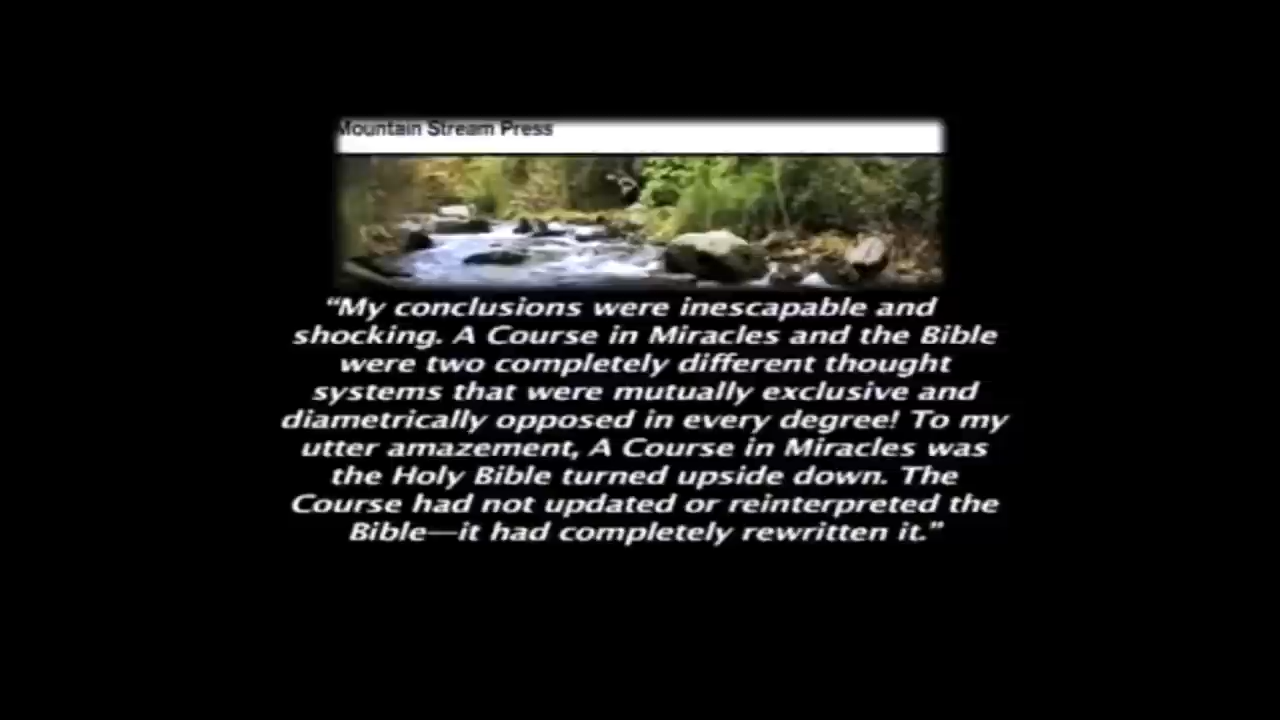 Mountain Stream Press
“My conclusions were inescapable and
shocking. A Course in Miracles and the Bible
were two completely different thought
systems that were mutually exclusive and
diametrically opposed in every degree! To my
utter amazement, A Course in Miracles was
the Holy Bible turned upside down. The
Course had not updated or reinterpreted the
Bible—it had completely rewritten it.”